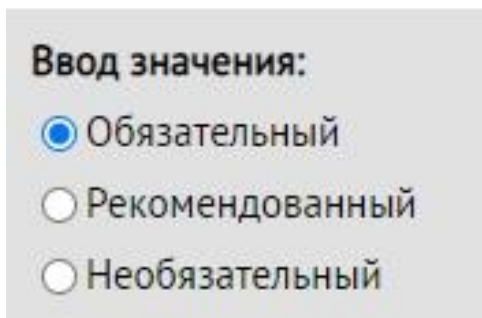 Ввод значения:
Обязательный
Рекомендованный
Необязательный